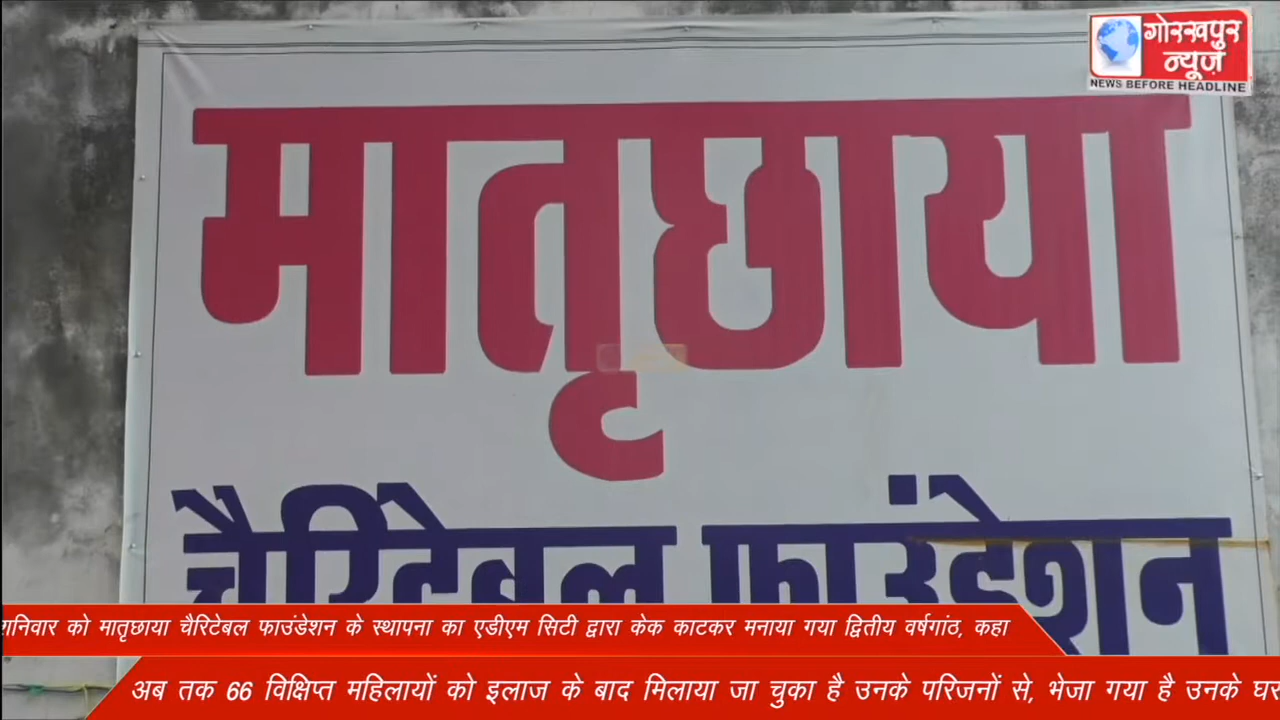 गोरखपुर
न्यूज़
NEWS BEFORE HEADLINE
मातृछाया
चैरिटेबल फाउंडेशन
शनिवार को मातृछाया चैरिटेबल फाउंडेशन के स्थापना का एडीएम सिटी द्वारा केक काटकर मनाया गया द्वितीय वर्षगांठ, कहा
अब तक 66 विक्षिप्त महिलायों को इलाज के बाद मिलाया जा चुका है उनके परिजनों से, भेजा गया है उनके घर